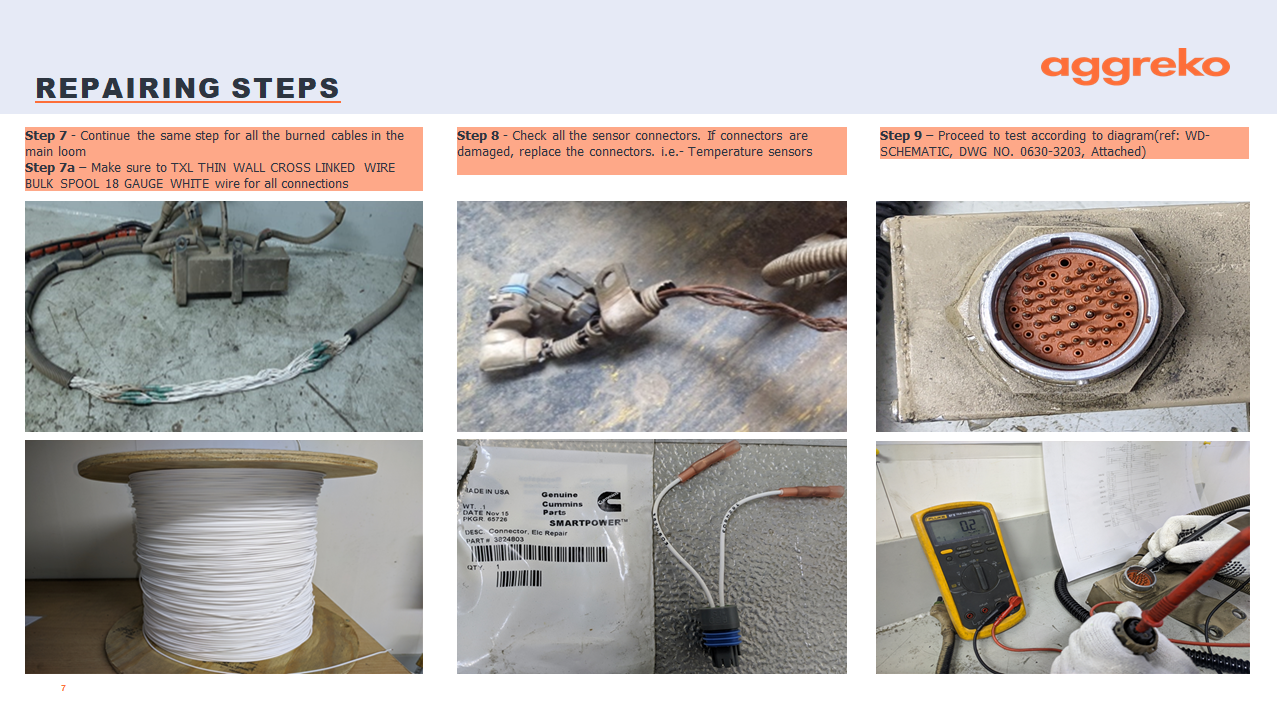 REPAIRING STEPS
aggreko
Step 7 - Continue the same step for all the burned cables in the
main loom
Step 7a – Make sure to TXL THIN WALL CROSS LINKED WIRE
BULK SPOOL 18 GAUGE WHITE wire for all connections
Step 8 - Check all the sensor connectors. If connectors are
damaged, replace the connectors. i.e.- Temperature sensors
Step 9 – Proceed to test according to diagram(ref: WD-
SCHEMATIC, DWG NO. 0630-3203, Attached)
MADE IN USA
WT. .1
DATE Nov 15
PKGR. 65726
Genuine
Cummins
Parts
SMARTPOWER™
DESC. Connector, Elc Repair
PART # 3824803
QTY. 1
FLUKE
0.2
7